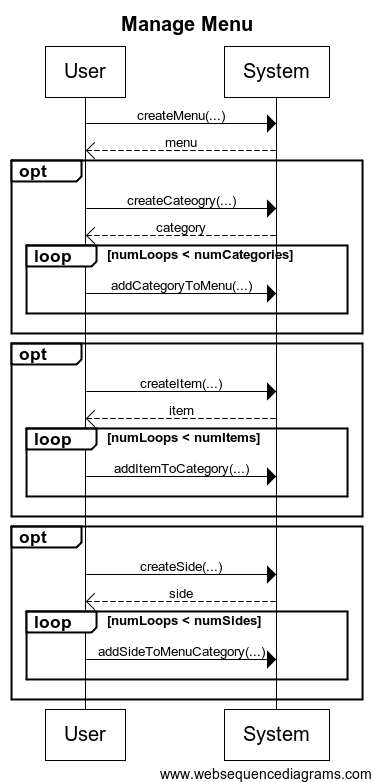 Manage Menu
User System
createMenu(...)
menu
opt
createCateogry(...)
category
loop [numLoops < numCategories]
addCategoryToMenu(...)
opt
createItem(...)
item
loop [numLoops < numItems]
addItemToCategory(...)
opt
createSide(...)
side
loop [numLoops < numSides]
addSideToMenuCategory(...)
User System
www.websequencediagrams.com